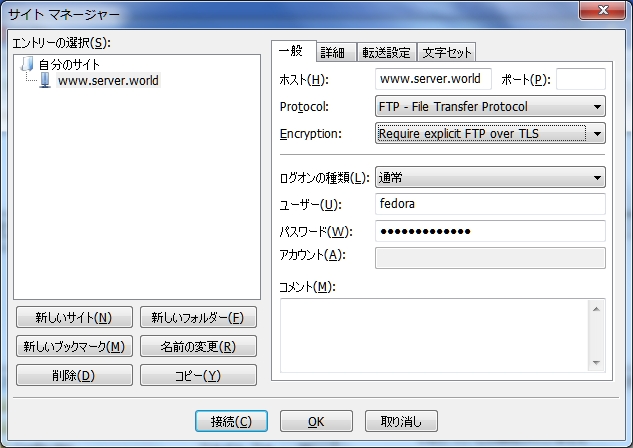 サイト マネージャー
エントリーの選択(S):
自分のサイト
www.server.world
新しいサイト(N)
新しいフォルダー(F)
新しいブックマーク(M)
名前の変更(R)
削除(D)
コピー(Y)
一般
詳細
転送設定
文字セット
ホスト(H):
www.server.world
ポート(P):
Protocol:
FTP - File Transfer Protocol
Encryption:
Require explicit FTP over TLS
ログオンの種類(L):
通常
ユーザー(U):
fedora
パスワード(W):
●●●●●●●●●●●●●
アカウント(A):
コメント(M):
接続(C)
OK
取り消し